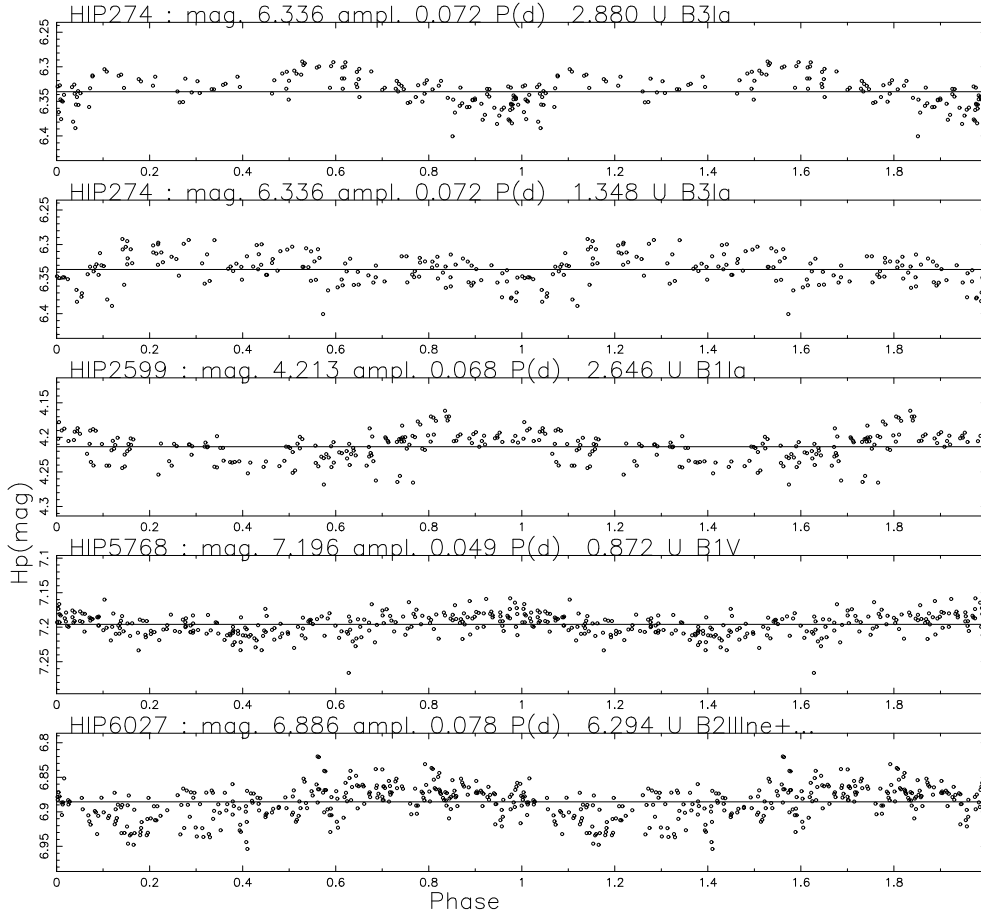 HIP274 : mag. 6.336 ampl. 0.072 P(d) 2.880 U B3Ia
6.25
6.3
6.35
6.4
0 0.2 0.4 0.6 0.8 1 1.2 1.4 1.6 1.8
HIP274 : mag. 6.336 ampl. 0.072 P(d) 1.348 U B3Ia
6.25
6.3
6.35
6.4
0 0.2 0.4 0.6 0.8 1 1.2 1.4 1.6 1.8
HIP2599 : mag. 4.213 ampl. 0.068 P(d) 2.646 U B1Ia
4.15
4.2
4.25
4.3
0 0.2 0.4 0.6 0.8 1 1.2 1.4 1.6 1.8
Hp(mag)
HIP5768 : mag. 7.196 ampl. 0.049 P(d) 0.872 U B1V
7.1
7.15
7.2
7.25
0 0.2 0.4 0.6 0.8 1 1.2 1.4 1.6 1.8
HIP6027 : mag. 6.886 ampl. 0.078 P(d) 6.294 U B2IIIne+...
6.8
6.85
6.9
6.95
0 0.2 0.4 0.6 0.8 1 1.2 1.4 1.6 1.8
Phase